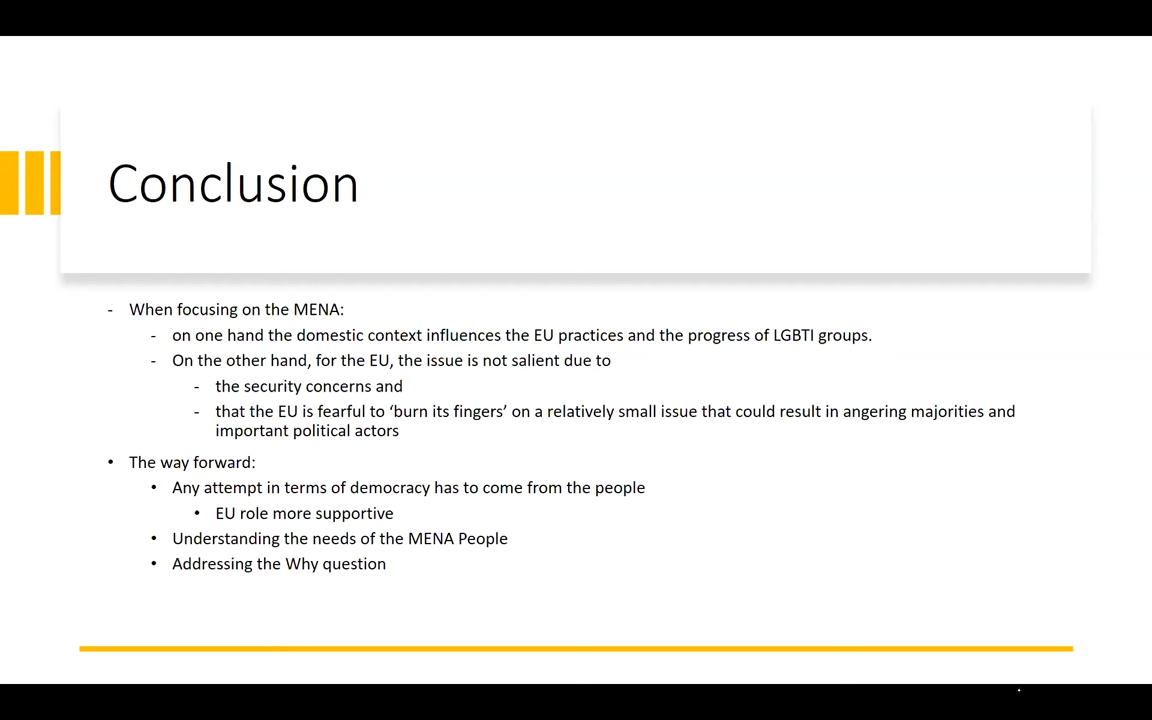 Conclusion
- When focusing on the MENA:
- on one hand the domestic context influences the EU practices and the progress of LGBTI groups.
- On the other hand, for the EU, the issue is not salient due to
- the security concerns and
- that the EU is fearful to ‘burn its fingers’ on a relatively small issue that could result in angering majorities and
important political actors
• The way forward:
• Any attempt in terms of democracy has to come from the people
• EU role more supportive
• Understanding the needs of the MENA People
• Addressing the Why question